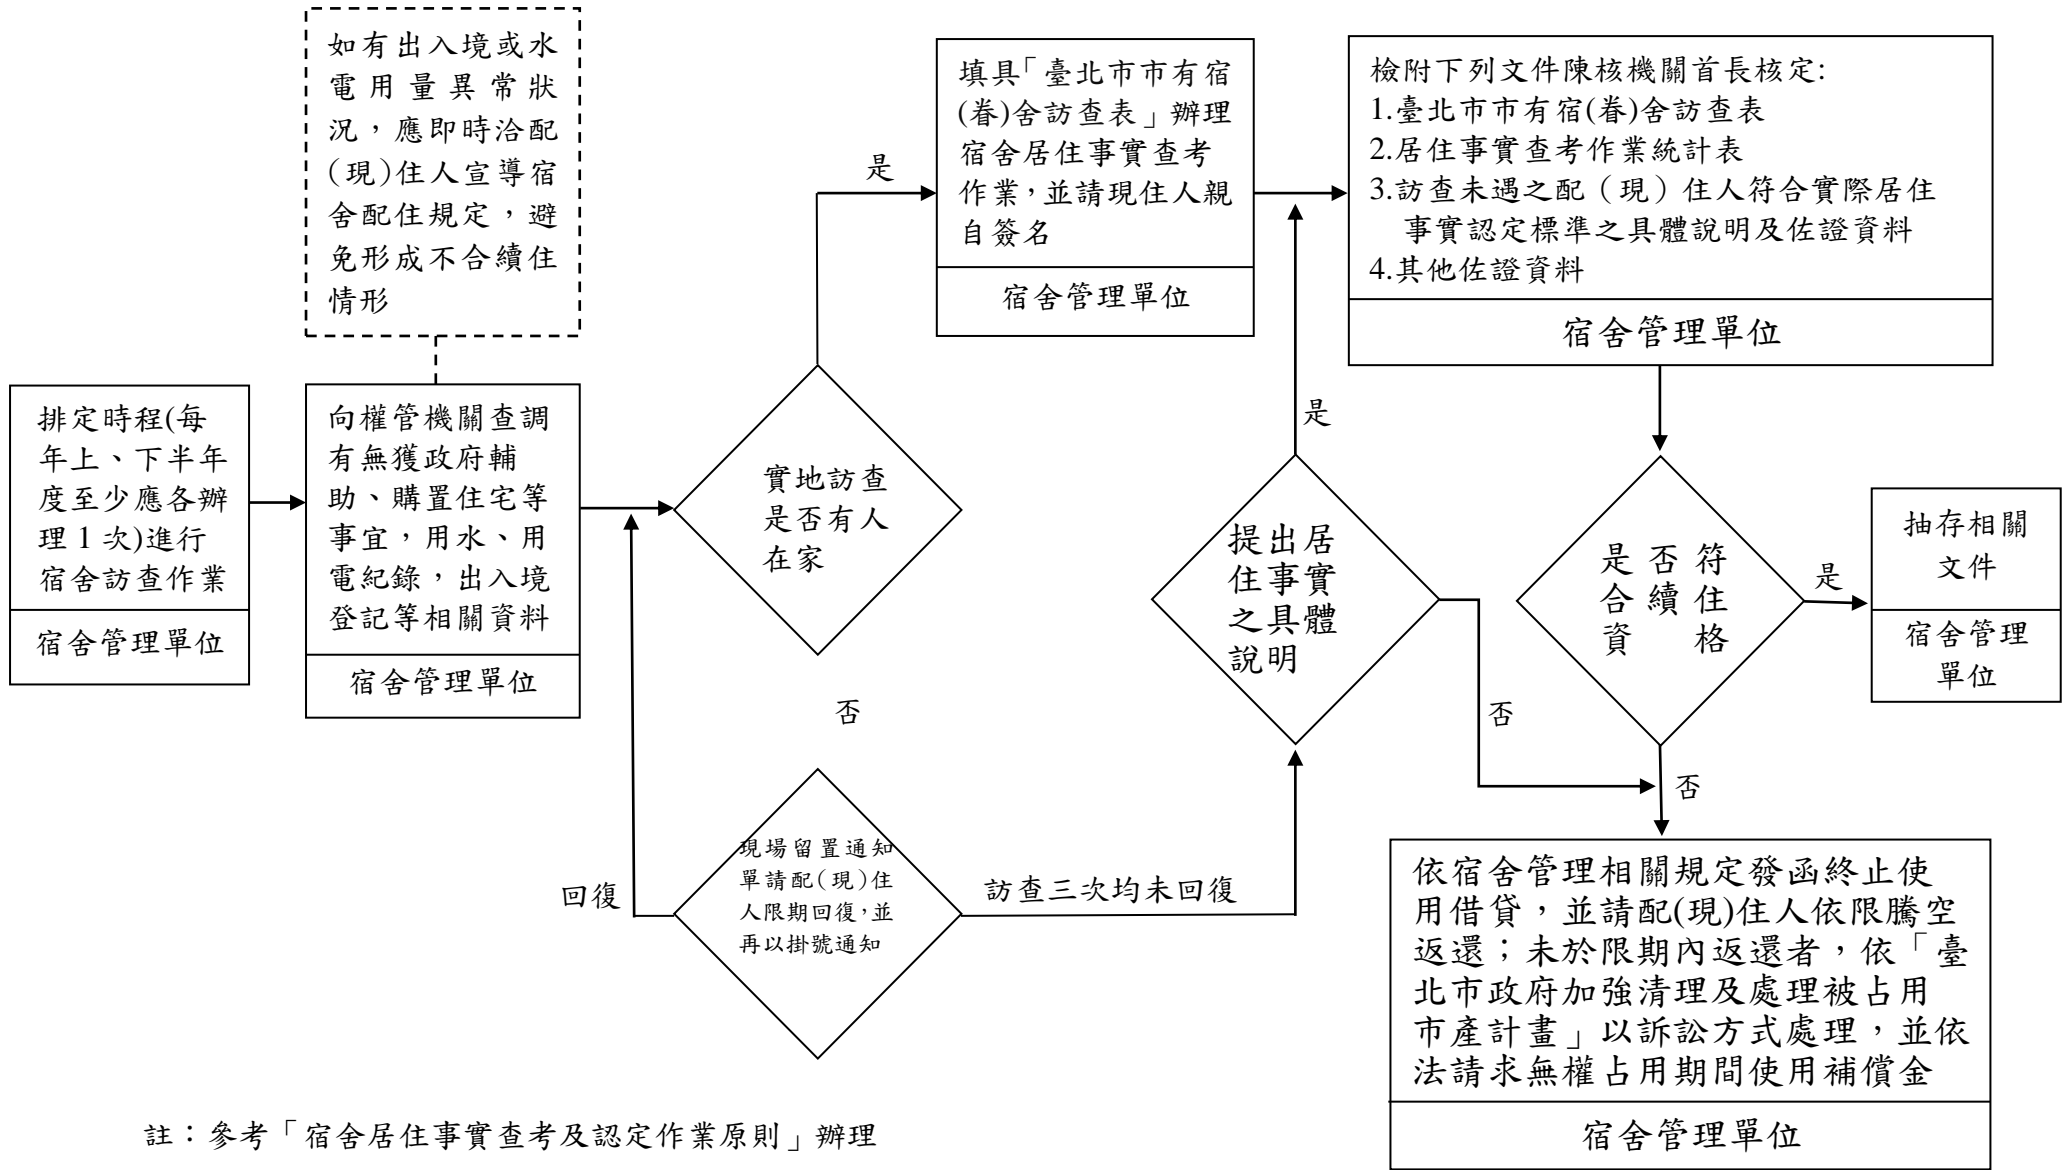 如有出入境或水
電用量異常狀
況，應即時洽配
(現)住人宣導宿
舍配住規定，避
免形成不合續住
情形
排定時程(每
年上、下半年
度至少應各辦
理 1 次)進行
宿舍訪查作業
宿舍管理單位
向權管機關查調
有無獲政府輔
助、購置住宅等
事宜，用水、用
電紀錄，出入境
登記等相關資料
宿舍管理單位
實地訪查
是否有人
在家
是
否
填具「臺北市市有宿
(眷)舍訪查表」辦理
宿舍居住事實查考
作業，並請現住人親
自簽名
宿舍管理單位
現場留置通知
單請配(現)住
人限期回復，並
再以掛號通知
回復
訪查三次均未回復
提出居
住事實
之具體
說明
是
否
檢附下列文件陳核機關首長核定:
1.臺北市市有宿(眷)舍訪查表
2.居住事實查考作業統計表
3.訪查未遇之配（現）住人符合實際居住
事實認定標準之具體說明及佐證資料
4.其他佐證資料
宿舍管理單位
是否符
合續住
資格
是
否
抽存相關
文件
宿舍管理
單位
依宿舍管理相關規定發函終止使
用借貸，並請配(現)住人依限騰空
返還；未於限期內返還者，依「臺
北市政府加強清理及處理被占用
市產計畫」以訴訟方式處理，並依
法請求無權占用期間使用補償金
宿舍管理單位
註：參考「宿舍居住事實查考及認定作業原則」辦理